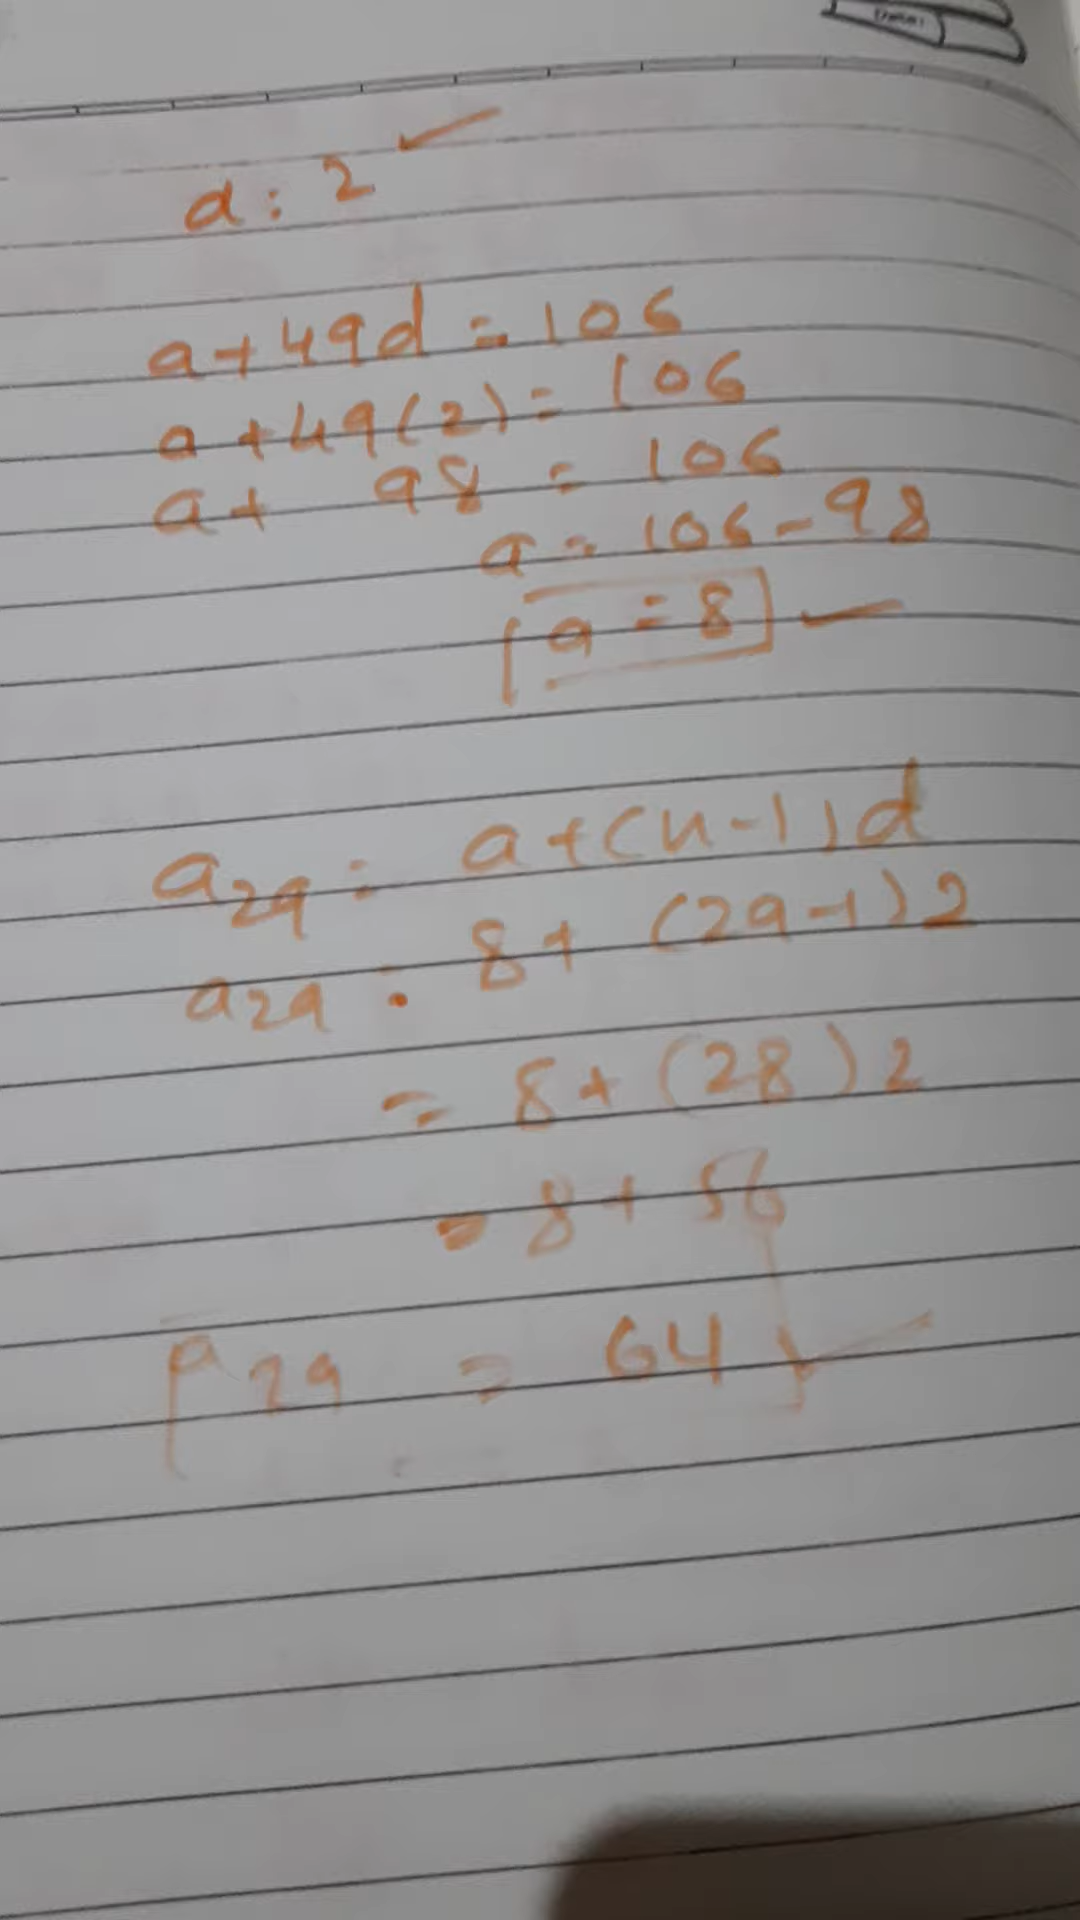 Date:
d : 2 ✓
a + 49d = 106
a + 49(2) = 106
a + 98 = 106
a = 106 - 98
a = 8
a29 = a + (n-1)d
a29 = 8 + (29-1)2
= 8 + (28)2
= 8 + 56
a29 = 64 ✓